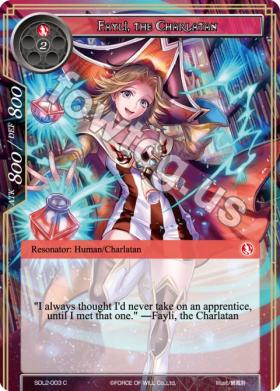 FAYLI, THE CHARLATAN
2
ATK 800 / DEF 800
fowtcg.us
Resonator: Human/Charlatan
"I always thought I'd never take on an apprentice,
until I met that one." —Fayli, the Charlatan
SDL2-003 C
©FORCE OF WILL Co.,Ltd.